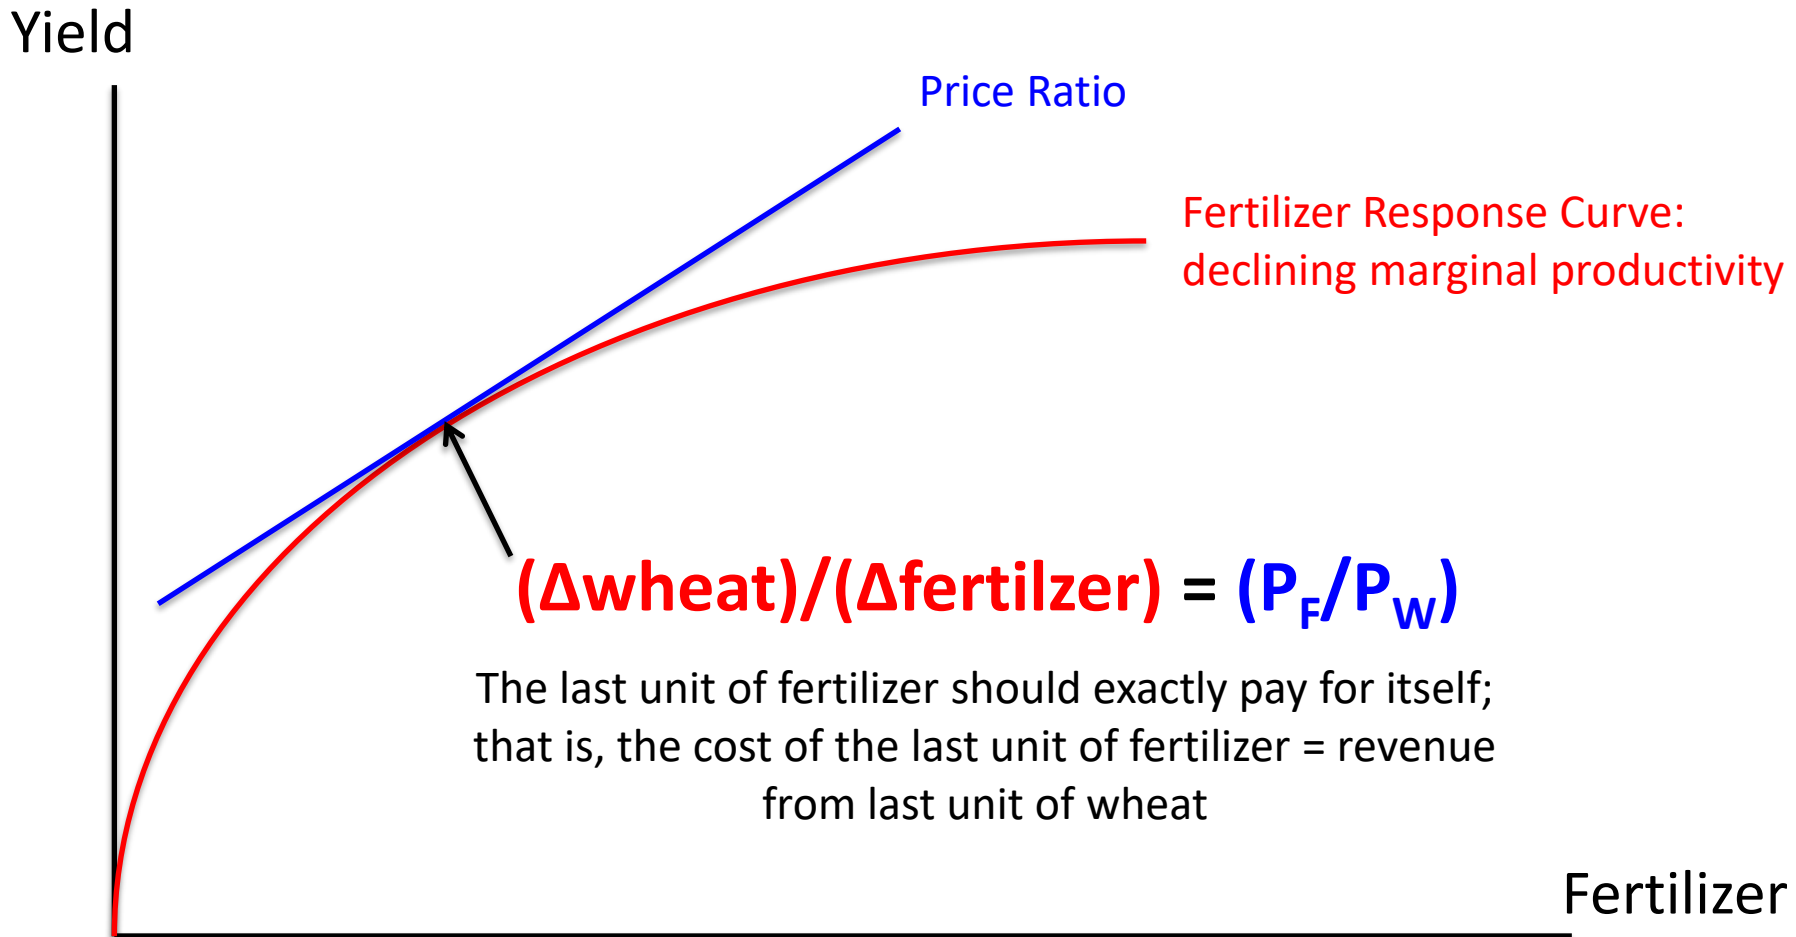 Yield
Price Ratio
Fertilizer Response Curve:
declining marginal productivity
(Δwheat)/(Δfertilzer) = (PF/PW)
The last unit of fertilizer should exactly pay for itself;
that is, the cost of the last unit of fertilizer = revenue
from last unit of wheat
Fertilizer